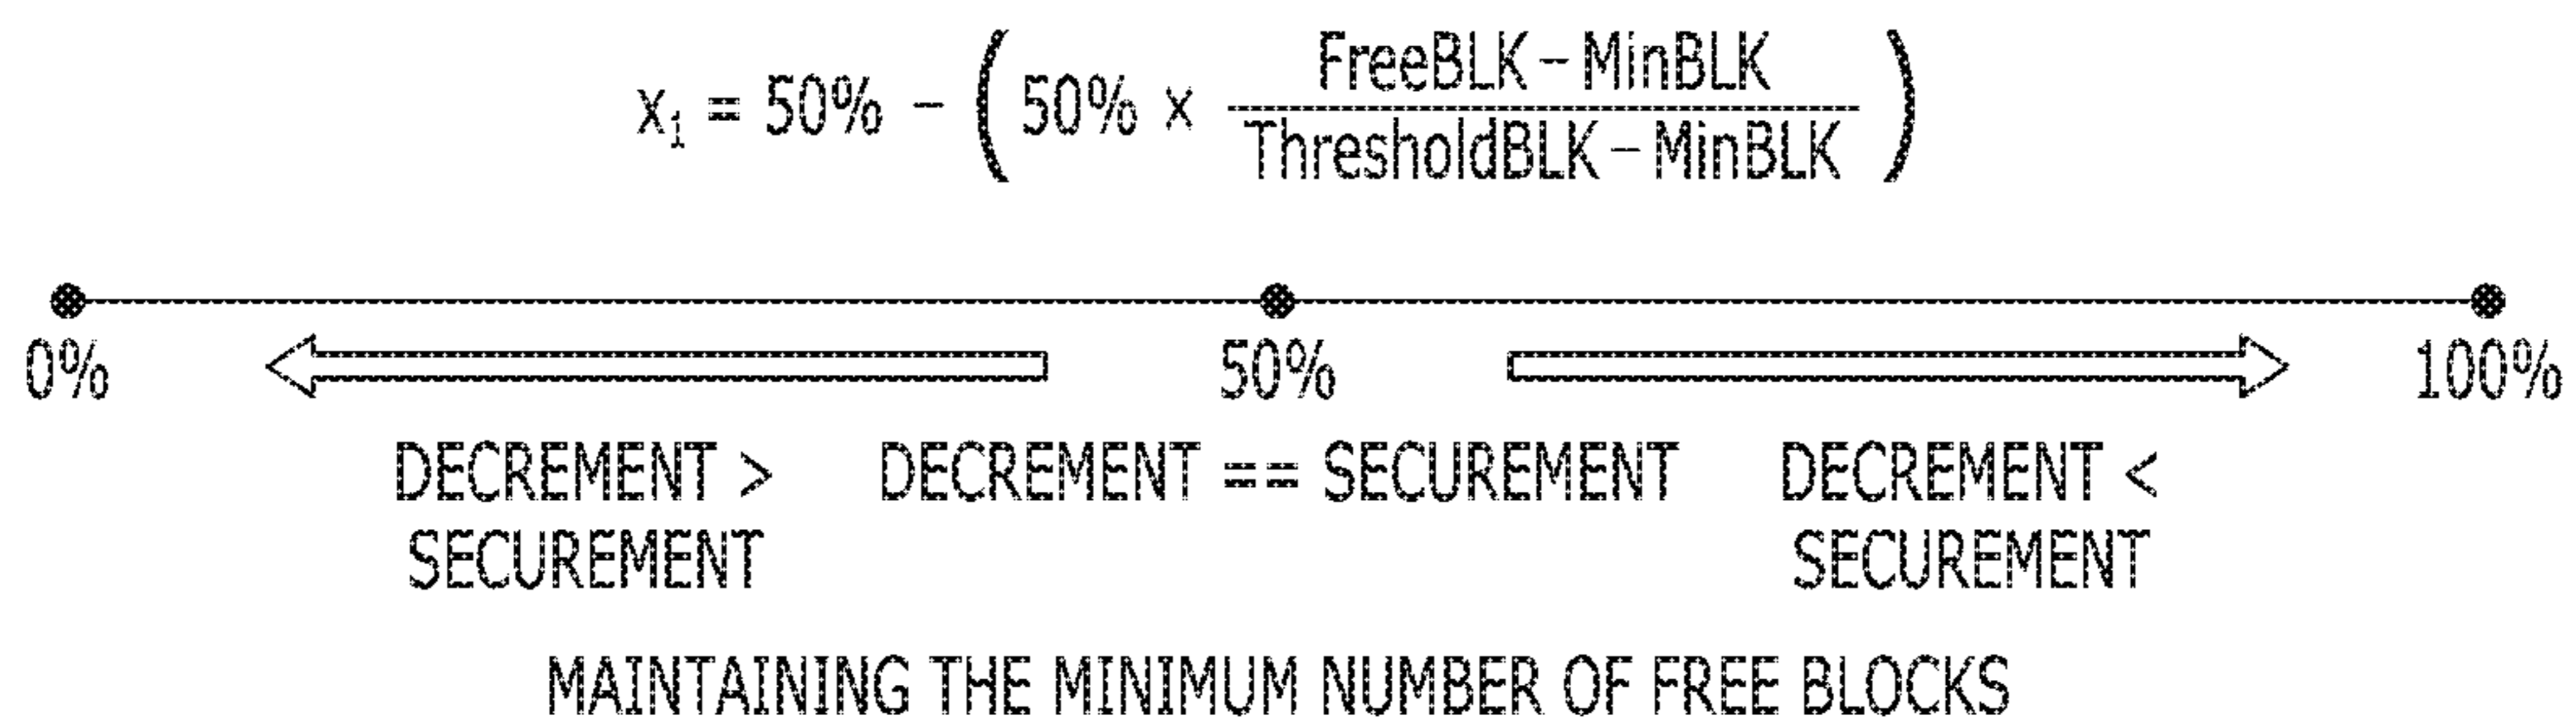 x₁ = 50% − ( 50% × FreeBLK − MinBLK / ThresholdBLK − MinBLK )
0% 50% 100%
DECREMENT > DECREMENT == SECUREMENT DECREMENT <
SECUREMENT SECUREMENT
MAINTAINING THE MINIMUM NUMBER OF FREE BLOCKS